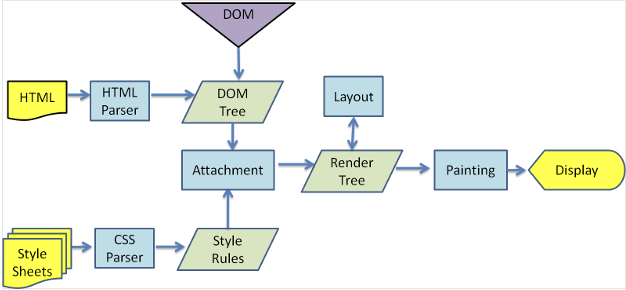 DOM
HTML
HTML
Parser
DOM
Tree
Layout
Attachment
Render
Tree
Painting
Display
Style
Sheets
CSS
Parser
Style
Rules